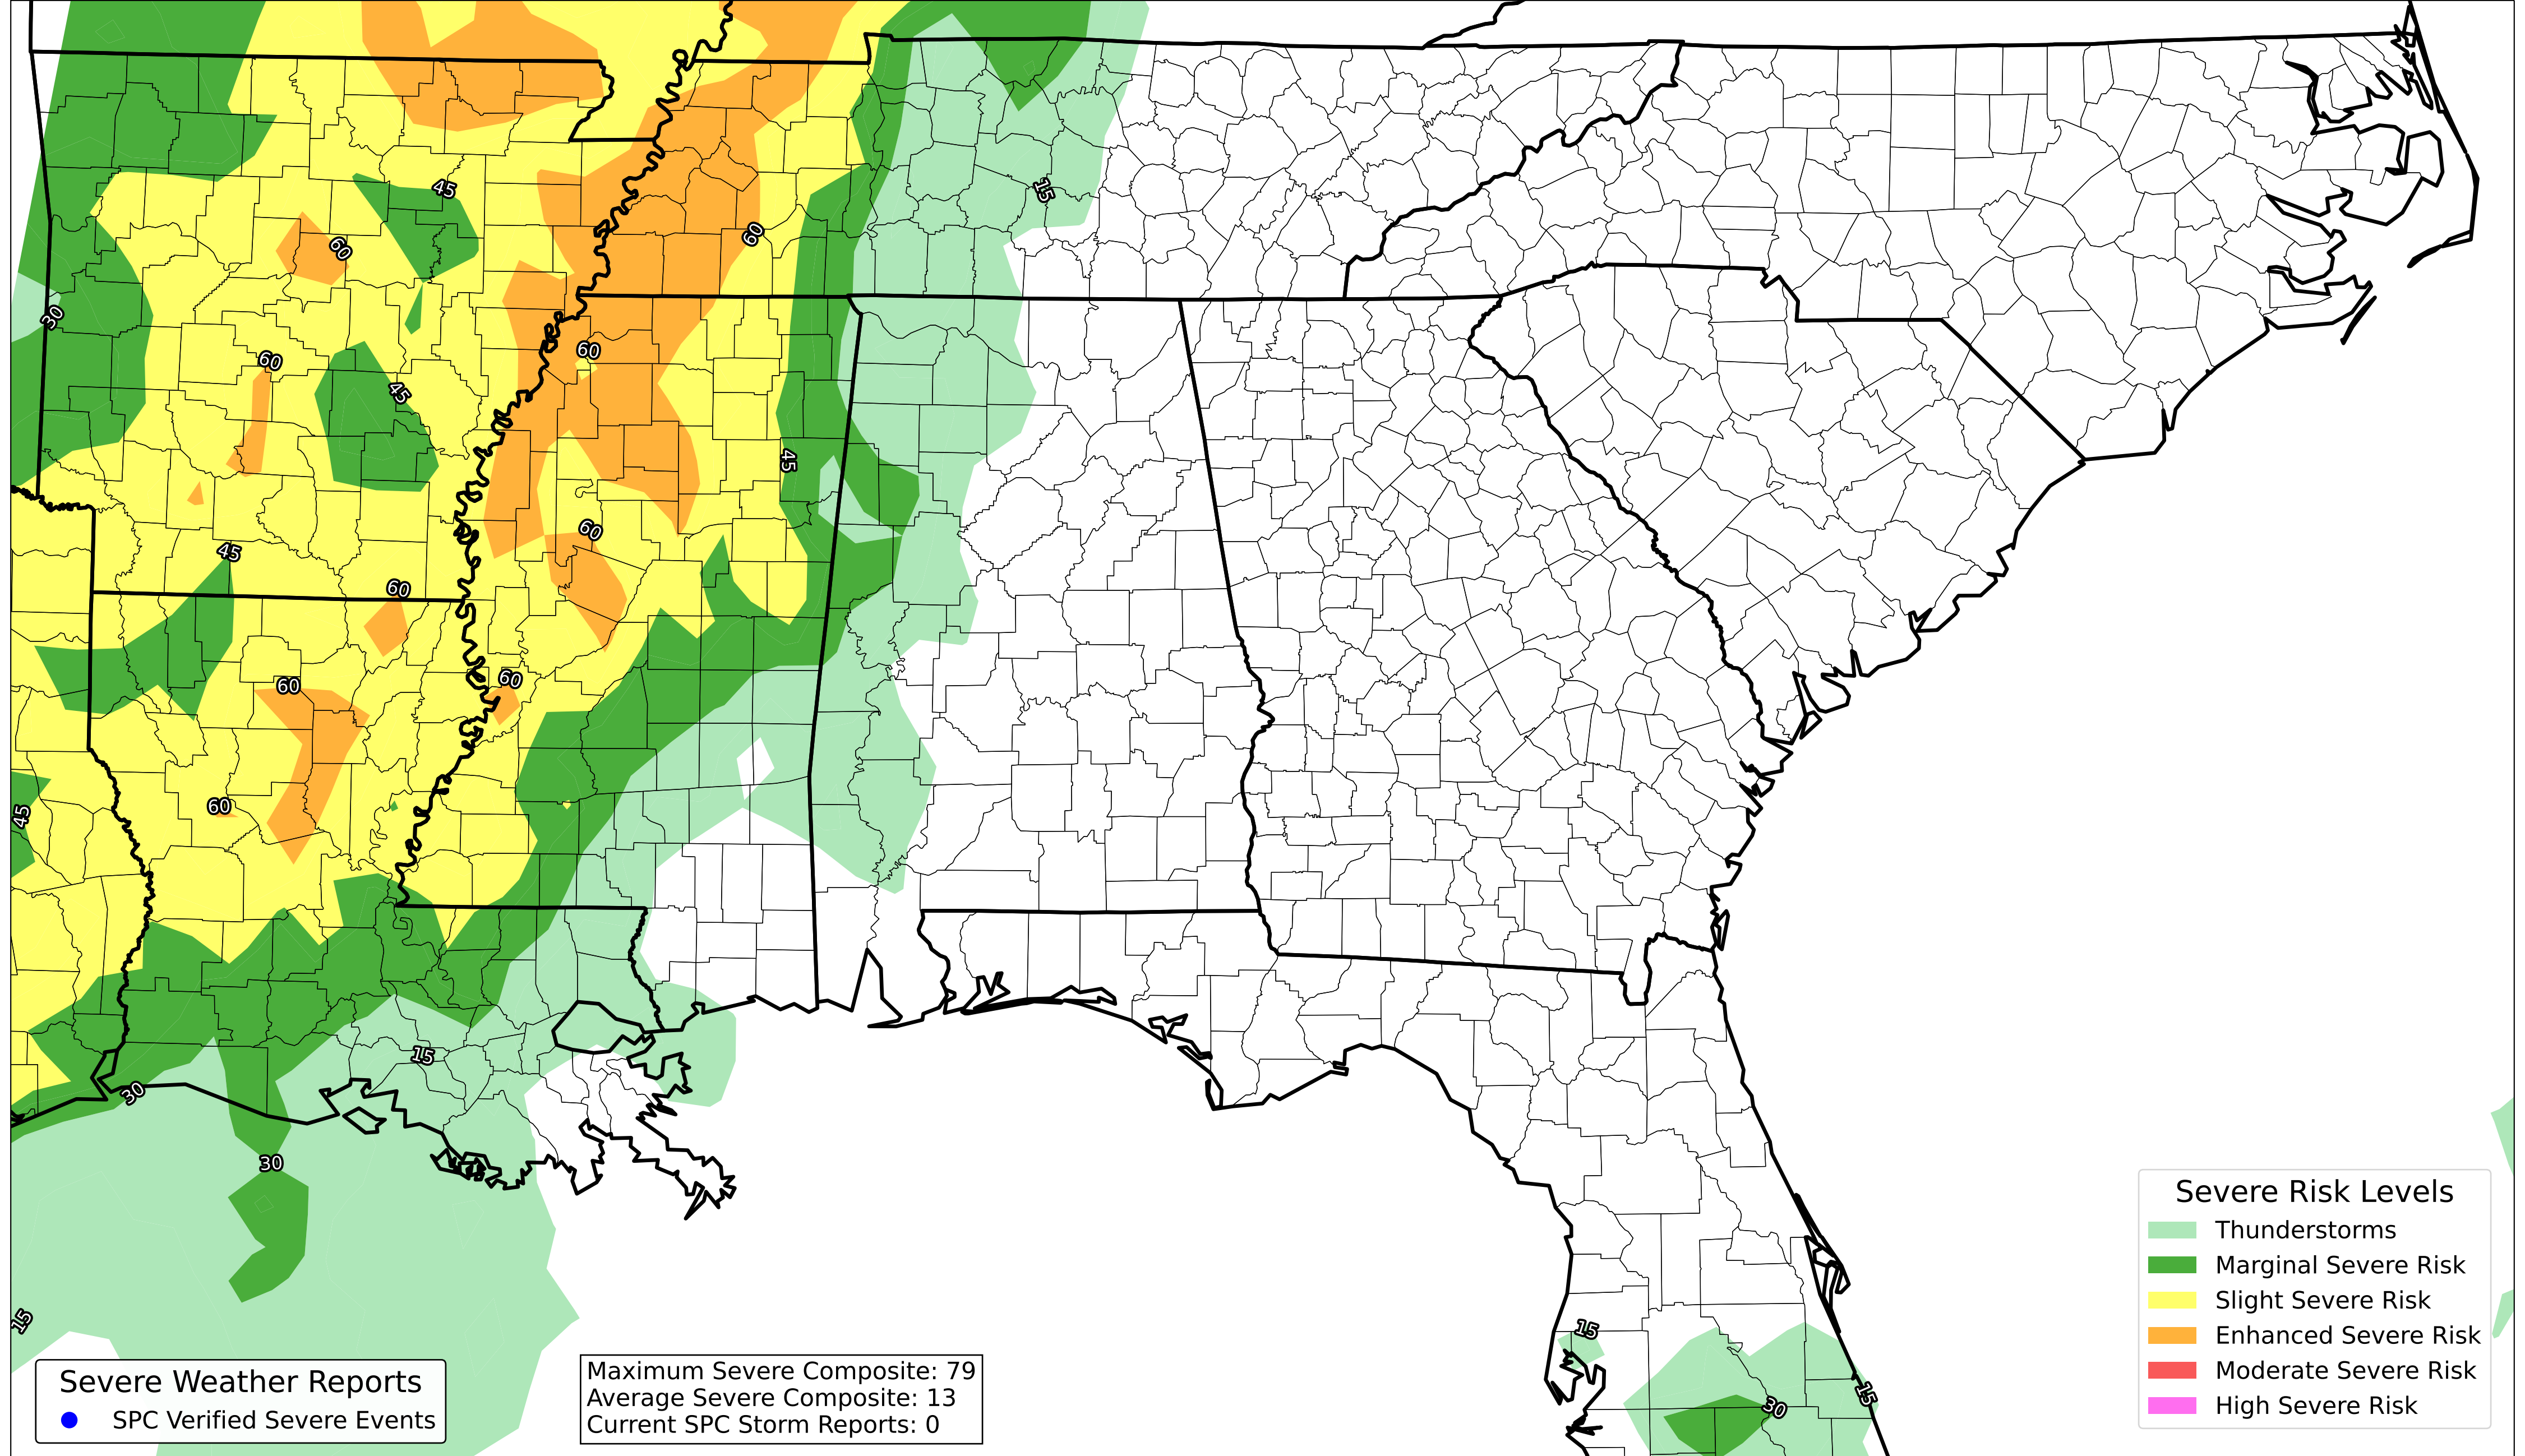 45
15
60
60
30
60
60
45
45
60
45
60
60
60
60
45
15
30
30
15
15
15
30
Severe Risk Levels
Thunderstorms
Marginal Severe Risk
Slight Severe Risk
Enhanced Severe Risk
Moderate Severe Risk
High Severe Risk
Severe Weather Reports
SPC Verified Severe Events
Maximum Severe Composite: 79
Average Severe Composite: 13
Current SPC Storm Reports: 0